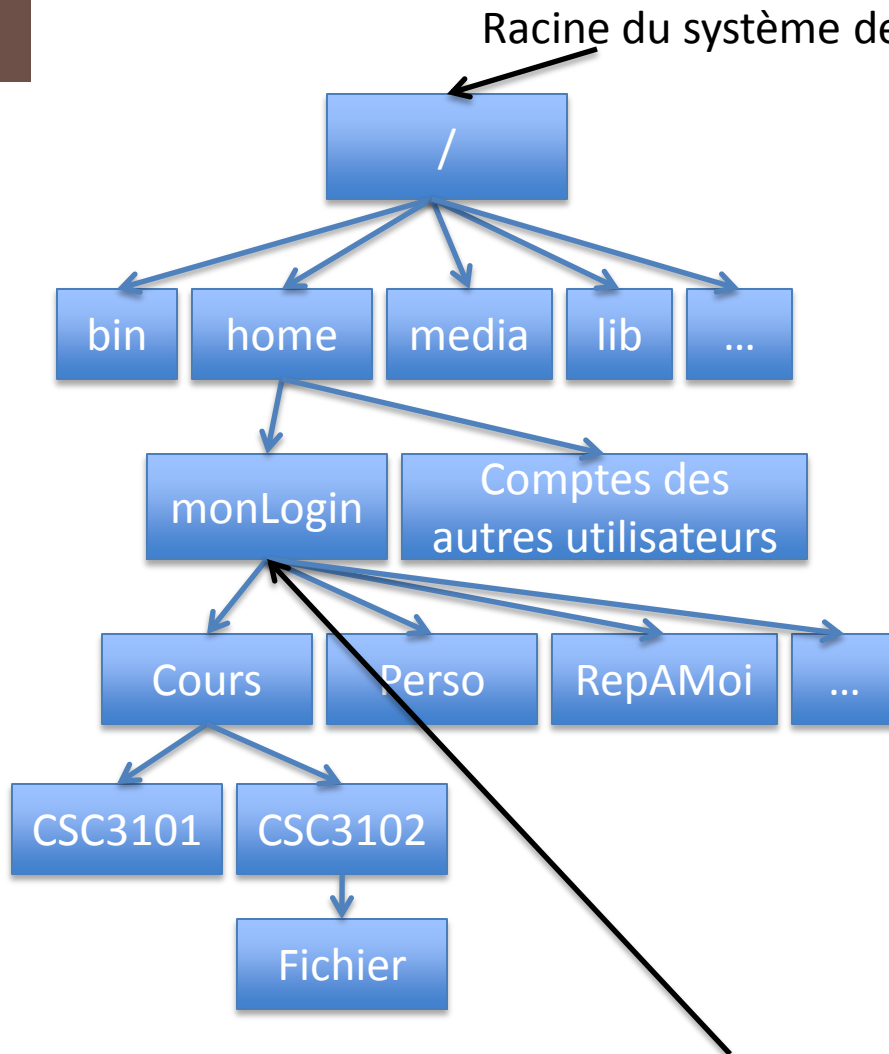 Racine du système de
/
bin
home
media
lib
...
monLogin
Comptes des
autres utilisateurs
Cours
Perso
RepAMoi
...
CSC3101
CSC3102
Fichier